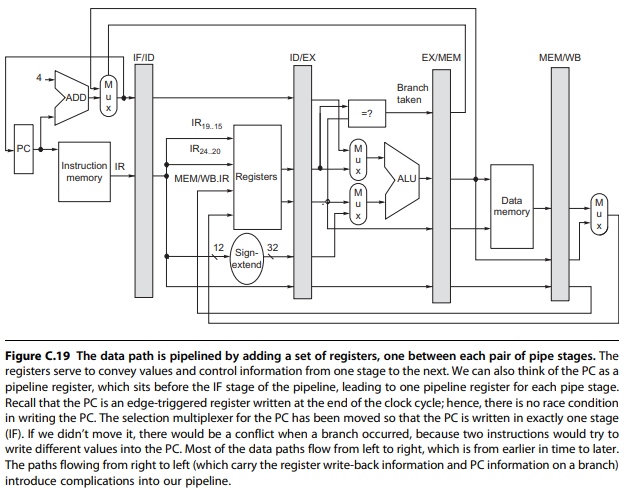 IF/ID
ID/EX
EX/MEM
MEM/WB
4
ADD
M
u
x
Branch
taken
=?
IR19..15
IR24..20
M
u
x
PC
Instruction
memory
IR
MEM/WB.IR
Registers
ALU
M
u
x
Data
memory
M
u
x
12
Sign-
extend
32
Figure C.19 The data path is pipelined by adding a set of registers, one between each pair of pipe stages. The
registers serve to convey values and control information from one stage to the next. We can also think of the PC as a
pipeline register, which sits before the IF stage of the pipeline, leading to one pipeline register for each pipe stage.
Recall that the PC is an edge-triggered register written at the end of the clock cycle; hence, there is no race condition
in writing the PC. The selection multiplexer for the PC has been moved so that the PC is written in exactly one stage
(IF). If we didn't move it, there would be a conflict when a branch occurred, because two instructions would try to
write different values into the PC. Most of the data paths flow from left to right, which is from earlier in time to later.
The paths flowing from right to left (which carry the register write-back information and PC information on a branch)
introduce complications into our pipeline.